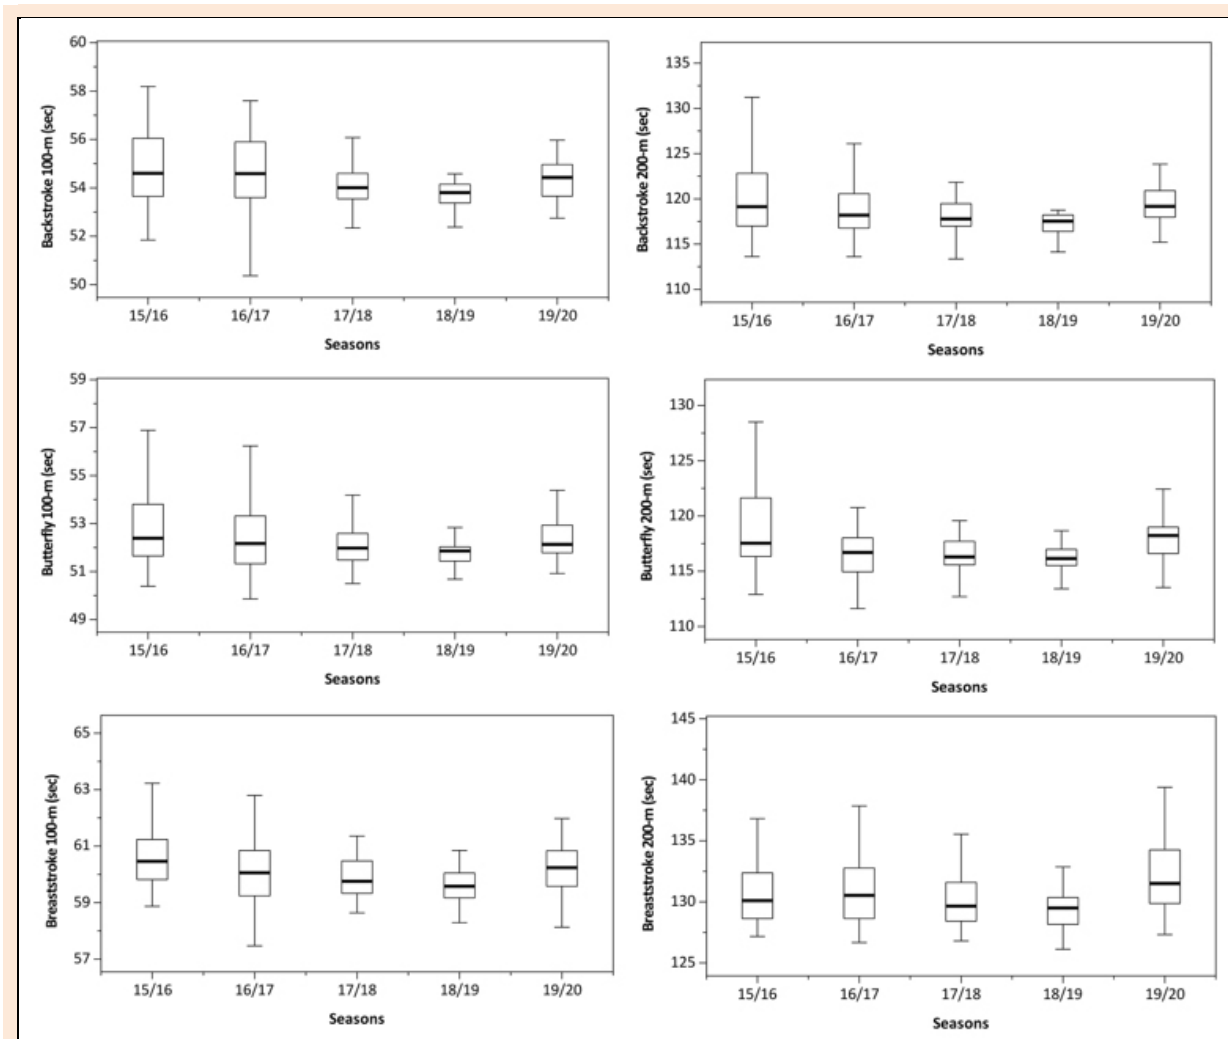 Backstroke 100-m (sec)
60
58
56
54
52
50
15/16 16/17 17/18 18/19 19/20
Seasons
Backstroke 200-m (sec)
135
130
125
120
115
110
15/16 16/17 17/18 18/19 19/20
Seasons
Butterfly 100-m (sec)
59
57
55
53
51
49
15/16 16/17 17/18 18/19 19/20
Seasons
Butterfly 200-m (sec)
130
125
120
115
110
15/16 16/17 17/18 18/19 19/20
Seasons
Breaststroke 100-m (sec)
65
63
61
59
57
15/16 16/17 17/18 18/19 19/20
Seasons
Breaststroke 200-m (sec)
145
140
135
130
125
15/16 16/17 17/18 18/19 19/20
Seasons